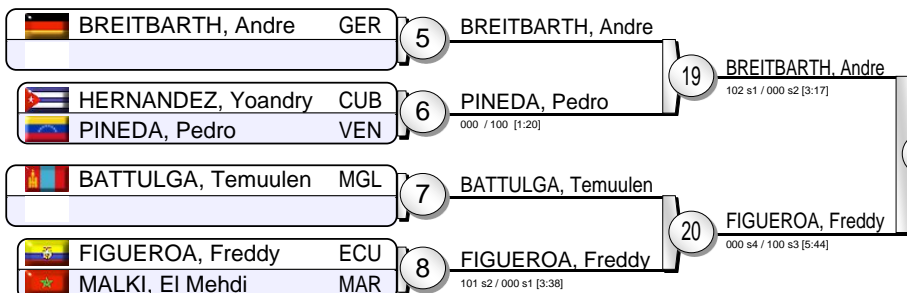 BREITBARTH, Andre GER
5
BREITBARTH, Andre
19
BREITBARTH, Andre
102 s1 / 000 s2 [3:17]
HERNANDEZ, Yoandry CUB
PINEDA, Pedro VEN
6
PINEDA, Pedro
000 / 100 [1:20]
BATTULGA, Temuulen MGL
7
BATTULGA, Temuulen
20
FIGUEROA, Freddy
000 s4 / 100 s3 [5:44]
FIGUEROA, Freddy ECU
MALKI, El Mehdi MAR
8
FIGUEROA, Freddy
101 s2 / 000 s1 [3:38]